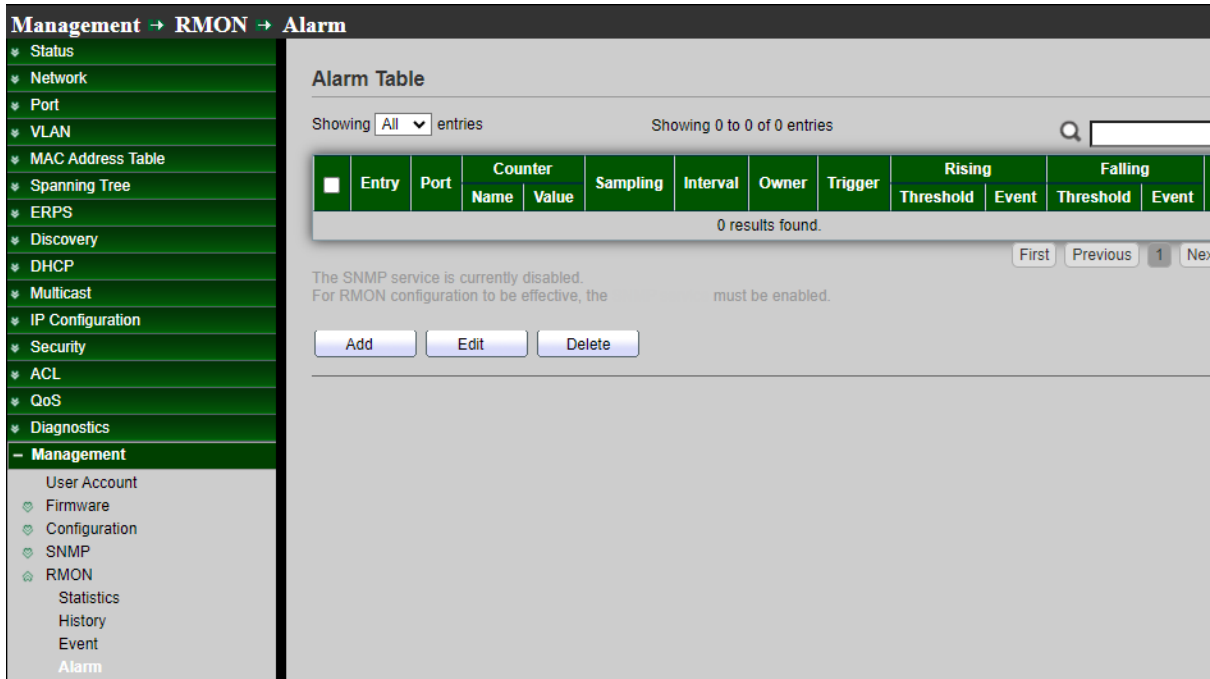 Management → RMON → Alarm
Status
Network
Port
VLAN
MAC Address Table
Spanning Tree
ERPS
Discovery
DHCP
Multicast
IP Configuration
Security
ACL
QoS
Diagnostics
Management
User Account
Firmware
Configuration
SNMP
RMON
Statistics
History
Event
Alarm
Alarm Table
Showing All entries Showing 0 to 0 of 0 entries
Entry Port Counter Sampling Interval Owner Trigger Rising Falling
Name Value Threshold Event Threshold Event
0 results found.
First Previous 1 Nex
The SNMP service is currently disabled.
For RMON configuration to be effective, the must be enabled.
Add Edit Delete